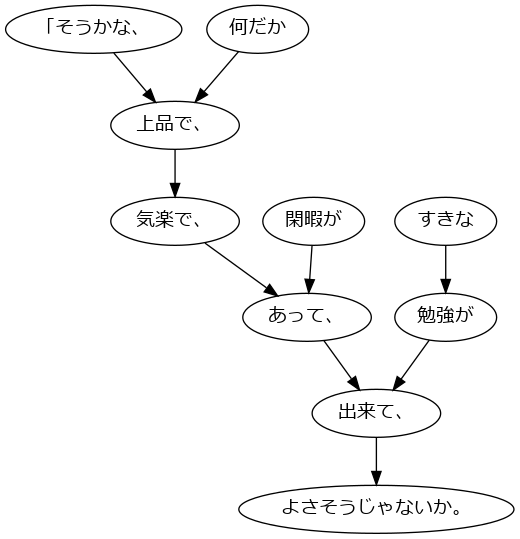 「そうかな、
何だか
上品で、
気楽で、
閑暇が
すきな
あって、
勉強が
出来て、
よさそうじゃないか。